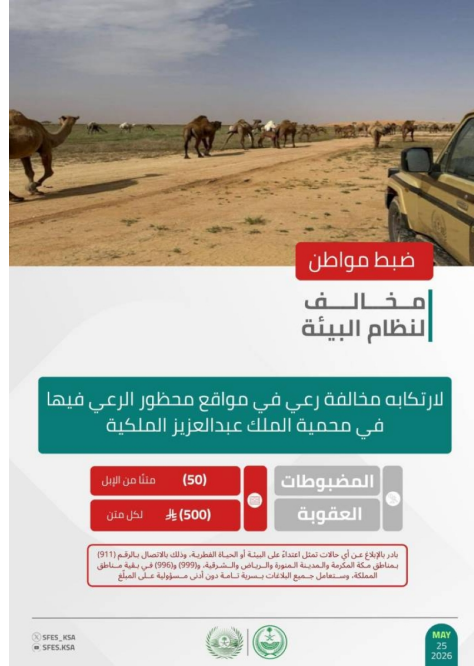 ضبط مواطن
مخالف
لنظام البيئة
لارتكابه مخالفة رعي في مواقع محظور الرعي فيها
في محمية الملك عبدالعزيز الملكية
المضبوطات (50) متنًا من الإبل
العقوبة (500) لكل متن
بادر بالإبلاغ عن أي حالات تمثل اعتداءً على البيئة أو الحياة الفطرية، وذلك بالاتصال بالرقم (911)
بمناطق مكة المكرمة والمدينة المنورة والرياض والشرقية، و(999) و(996) في بقية مناطق
المملكة، وستعامل جميع البلاغات بسرية تامة دون أدنى مسؤولية على المبلّغ
SFES_KSA
SFES.KSA
MAY
25
2026